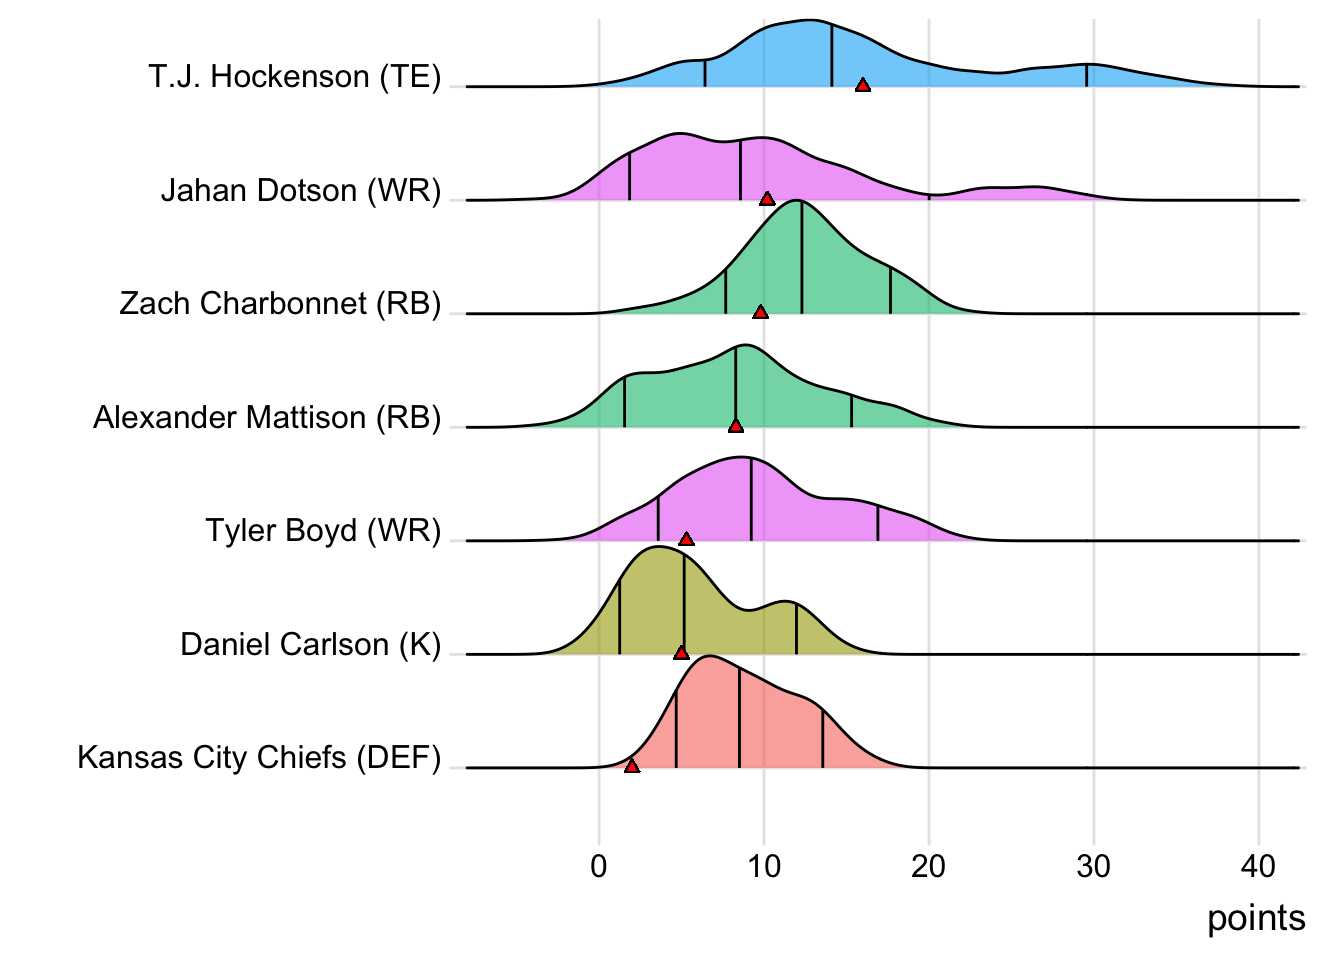 T.J. Hockenson (TE)
Jahan Dotson (WR)
Zach Charbonnet (RB)
Alexander Mattison (RB)
Tyler Boyd (WR)
Daniel Carlson (K)
Kansas City Chiefs (DEF)
0 10 20 30 40
points